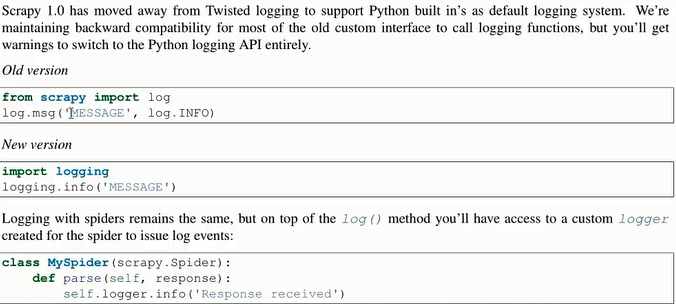 Scrapy 1.0 has moved away from Twisted logging to support Python built in’s as default logging system. We’re
maintaining backward compatibility for most of the old custom interface to call logging functions, but you’ll get
warnings to switch to the Python logging API entirely.
Old version
from scrapy import log
log.msg('MESSAGE', log.INFO)
New version
import logging
logging.info('MESSAGE')
Logging with spiders remains the same, but on top of the log() method you’ll have access to a custom logger
created for the spider to issue log events:
class MySpider(scrapy.Spider):
    def parse(self, response):
        self.logger.info('Response received')